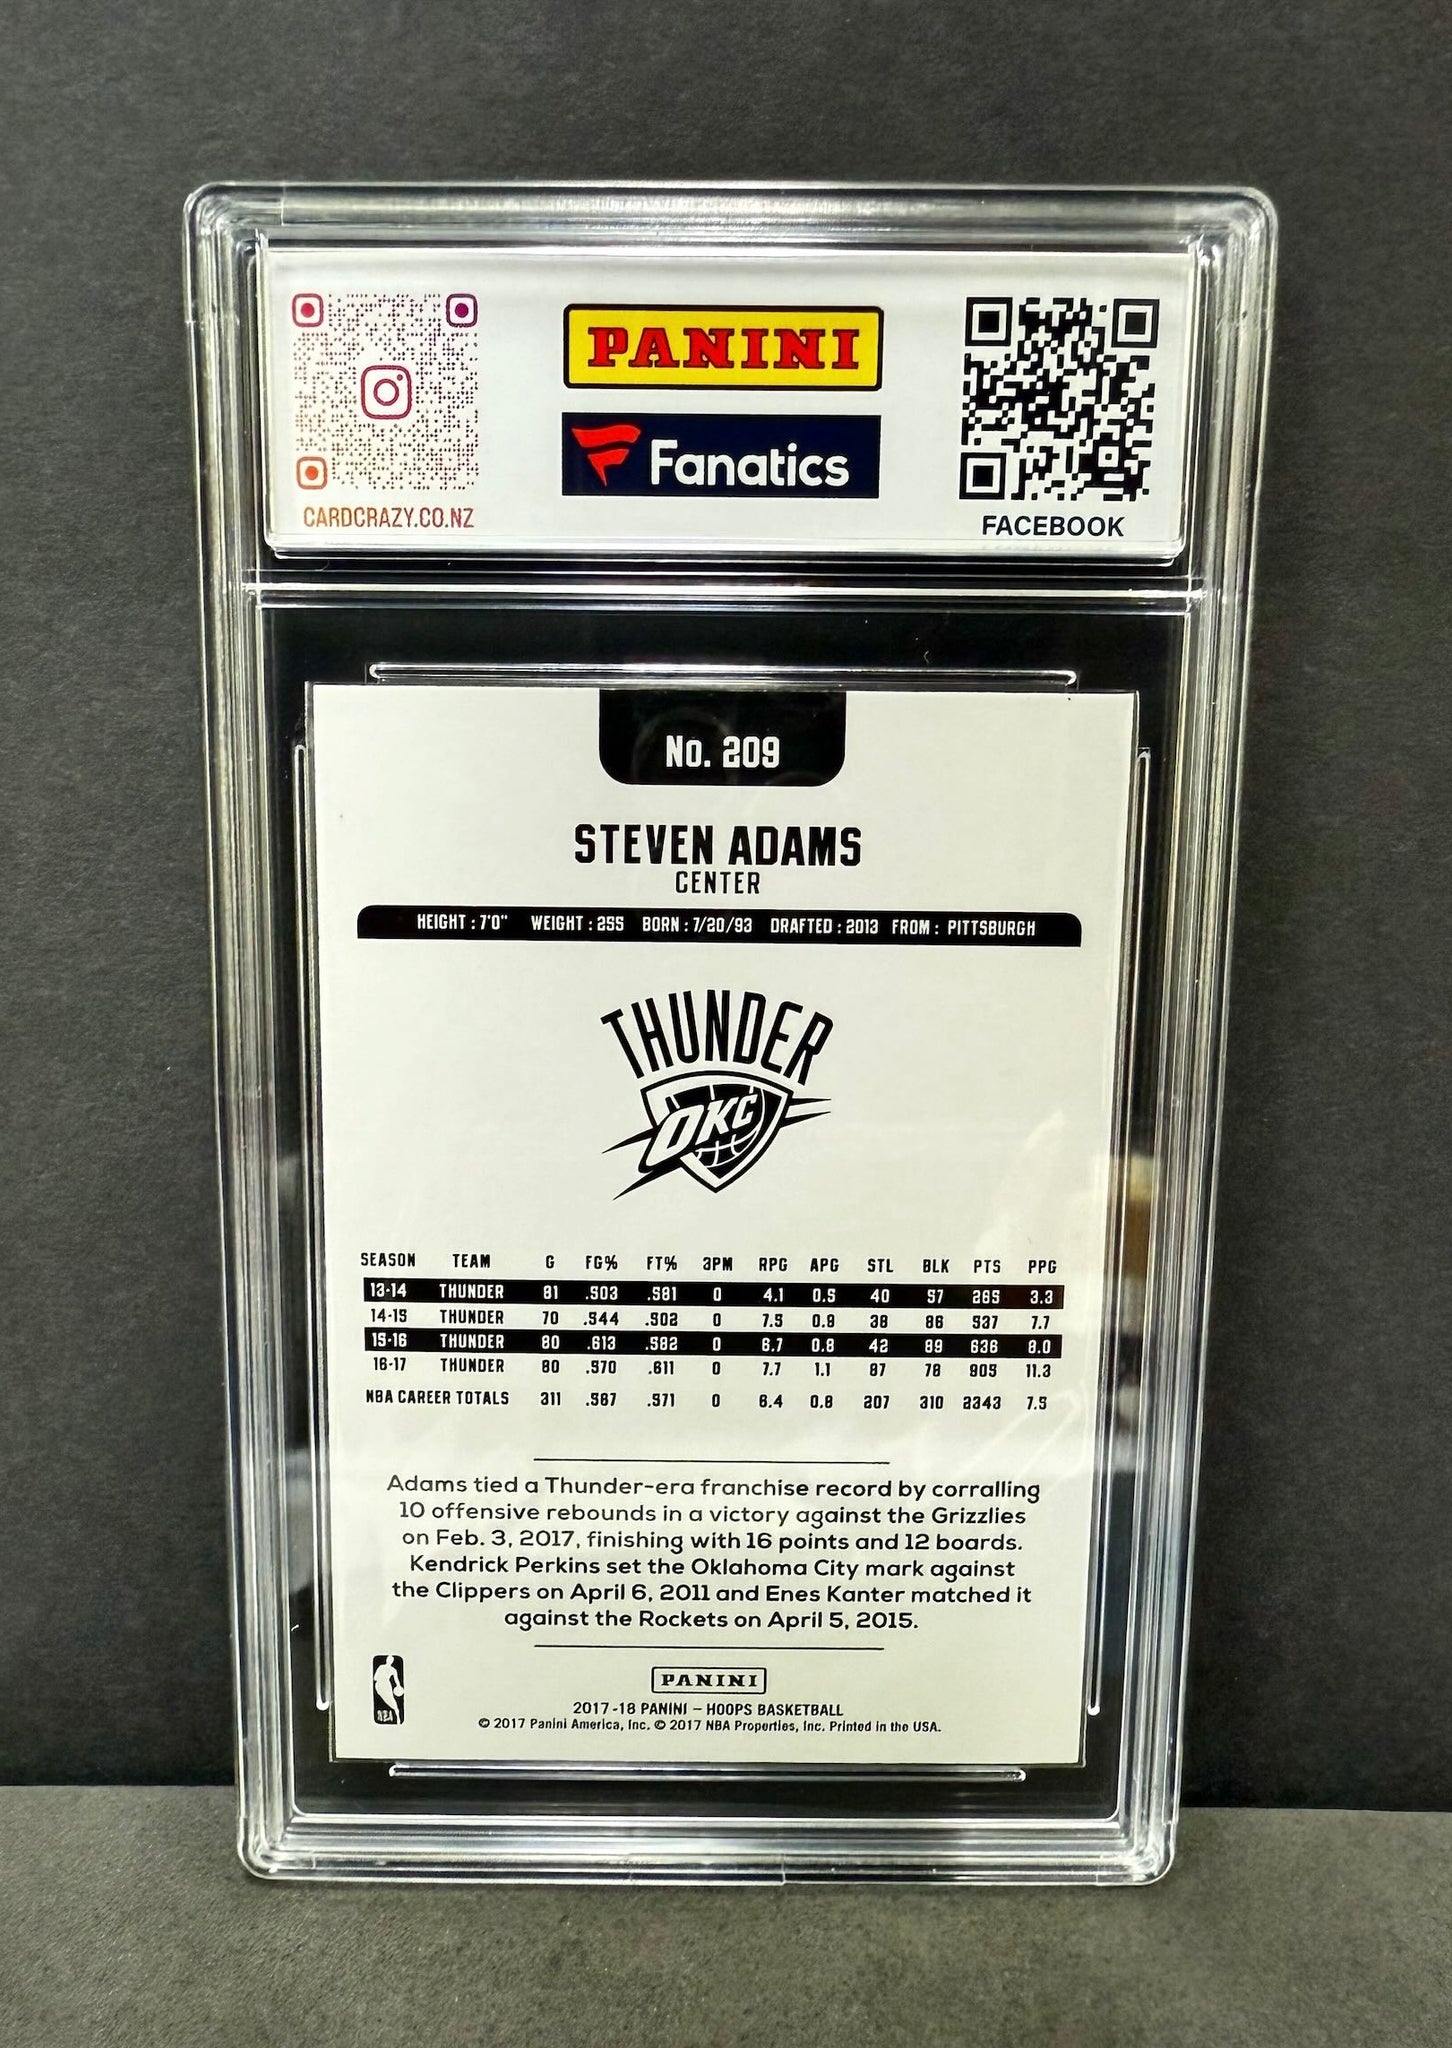 PANINI
Fanatics
CARDCRAZY.CO.NZ
FACEBOOK
No. 209
STEVEN ADAMS
CENTER
HEIGHT : 7'0" WEIGHT : 255 BORN : 7/20/93 DRAFTED : 2013 FROM : PITTSBURGH
THUNDER
OKC
SEASON TEAM G FG% FT% 3PM RPG APG STL BLK PTS PPG
13-14 THUNDER 81 .503 .581 0 4.1 0.5 40 57 265 3.3
14-15 THUNDER 70 .544 .502 0 7.5 0.9 38 86 537 7.7
15-16 THUNDER 80 .613 .582 0 6.7 0.8 42 89 636 8.0
16-17 THUNDER 80 .570 .611 0 7.7 1.1 87 78 905 11.3
NBA CAREER TOTALS 311 .567 .571 0 6.4 0.8 207 310 2343 7.5
Adams tied a Thunder-era franchise record by corralling
10 offensive rebounds in a victory against the Grizzlies
on Feb. 3, 2017, finishing with 16 points and 12 boards.
Kendrick Perkins set the Oklahoma City mark against
the Clippers on April 6, 2011 and Enes Kanter matched it
against the Rockets on April 5, 2015.
NBA
PANINI
2017-18 PANINI – HOOPS BASKETBALL
© 2017 Panini America, Inc. © 2017 NBA Properties, Inc. Printed in the USA.